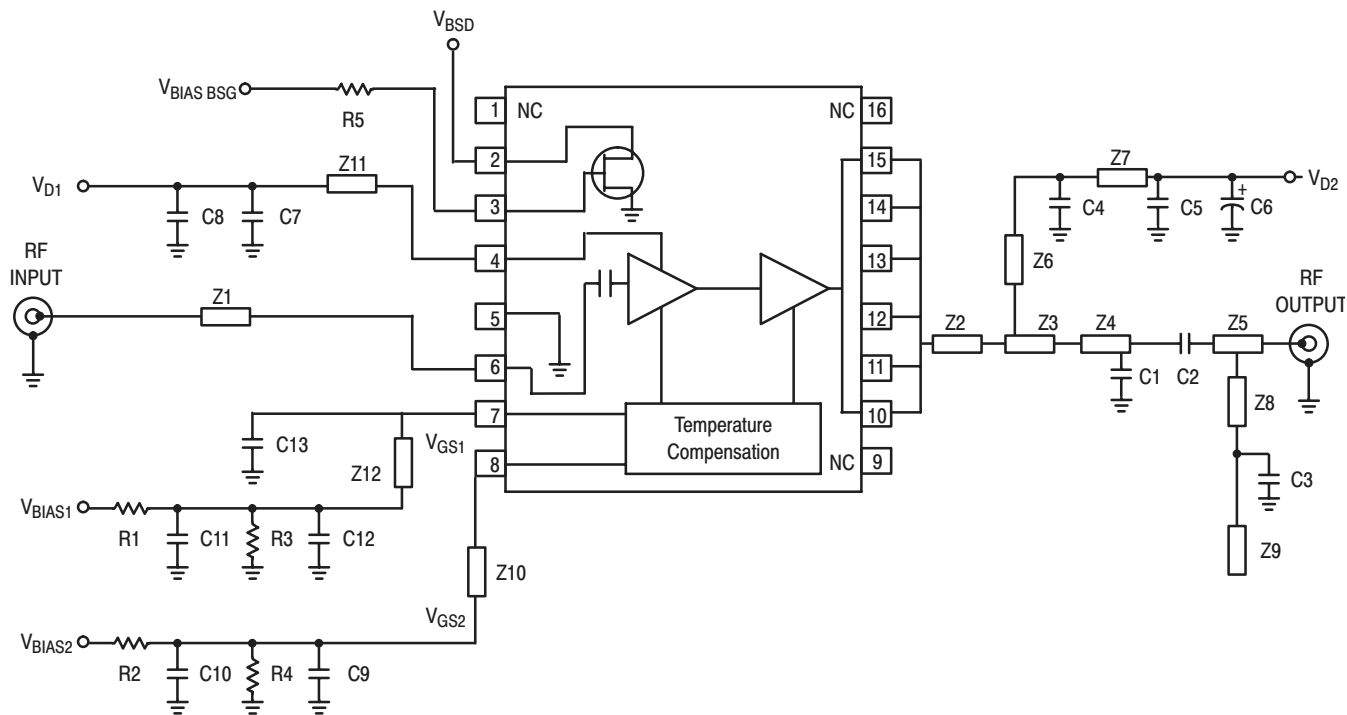 VBSD
VBIAS BSG
R5
1 NC
NC 16
2
15
Z11
Z7
VD1
VD2
3
14
C8 C7
C4 C5 + C6
RF
INPUT
4
13
Z6
RF
OUTPUT
Z1
5
12
Z2 Z3 Z4 Z5
6
11
C1 C2
Z8
7
10
Temperature
Compensation
C13
VGS1
Z12
8
NC 9
C3
VBIAS1
R1 C11 R3 C12
Z10
Z9
VGS2
VBIAS2
R2 C10 R4 C9